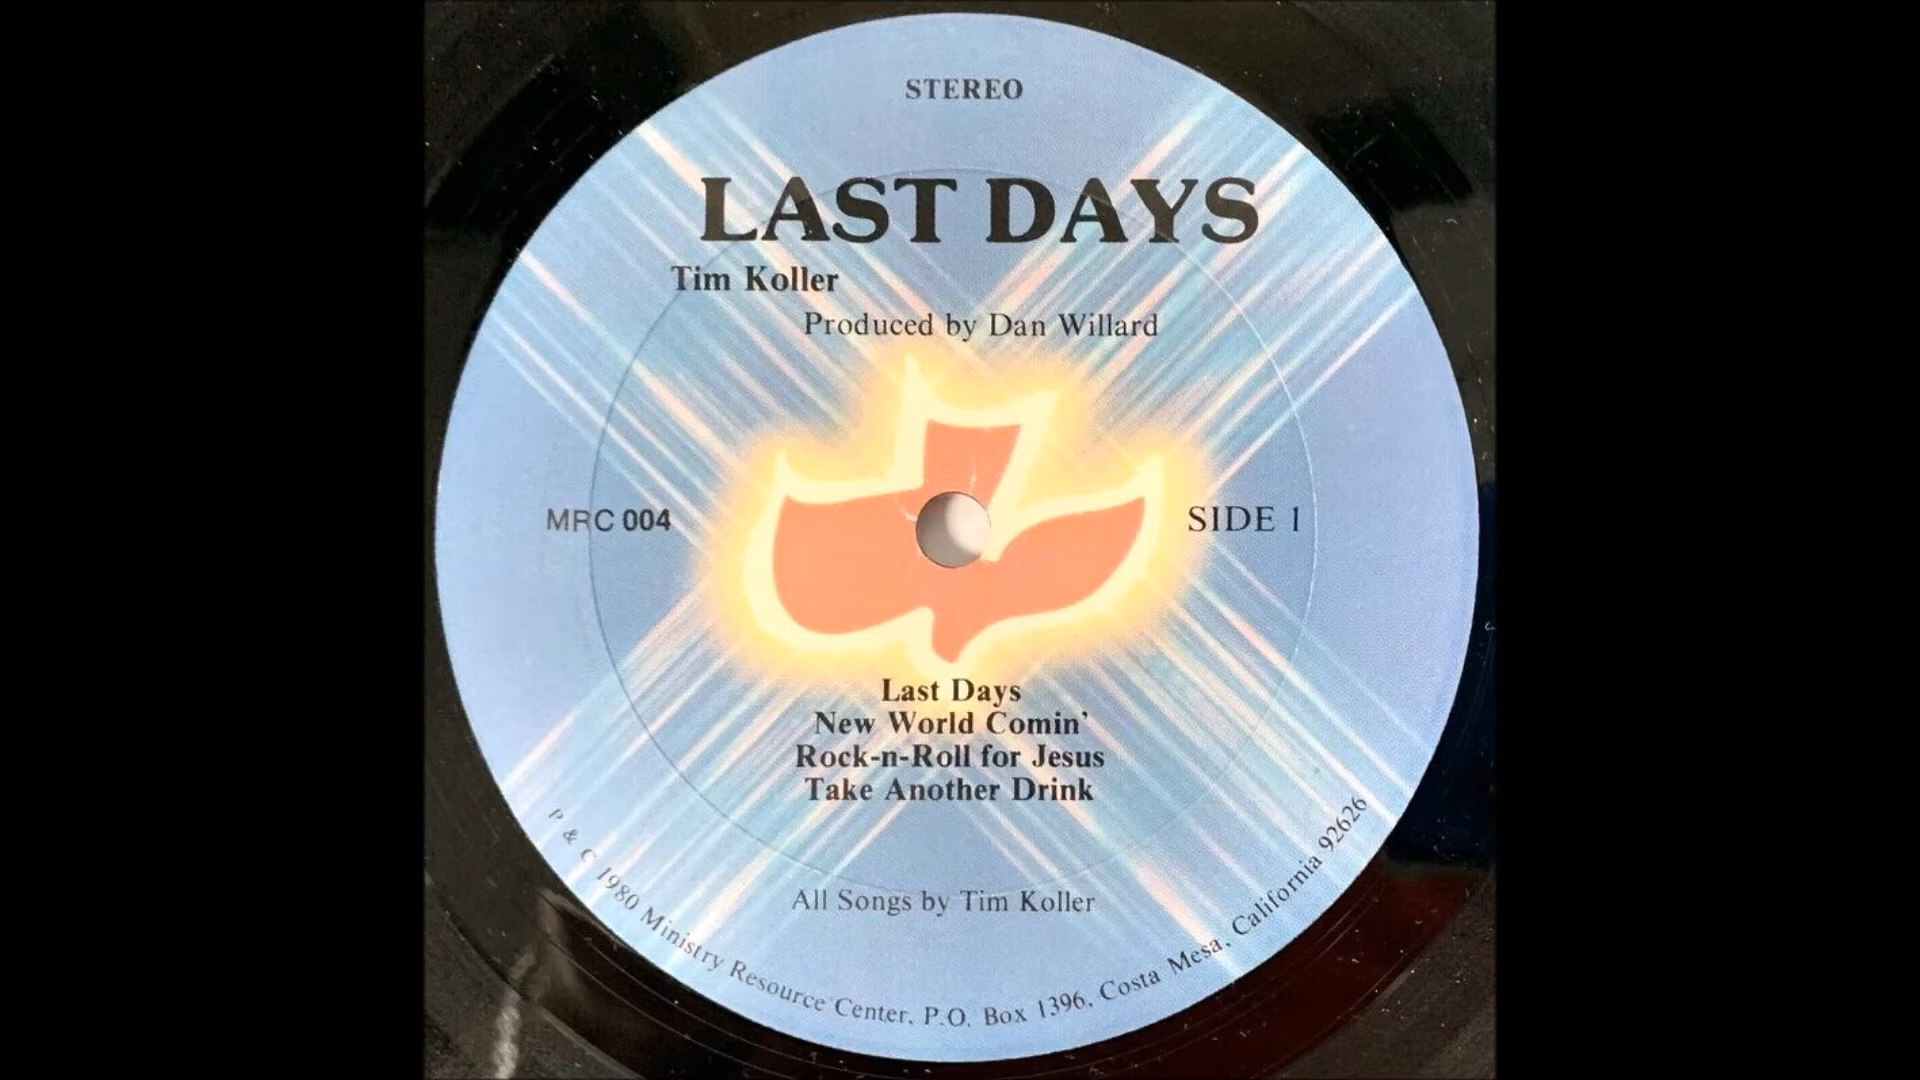 STEREO
LAST DAYS
Tim Koller
Produced by Dan Willard
MRC 004
SIDE 1
Last Days
New World Comin'
Rock-n-Roll for Jesus
Take Another Drink
All Songs by Tim Koller
P & C 1980 Ministry Resource Center, P.O. Box 1396, Costa Mesa, California 92626